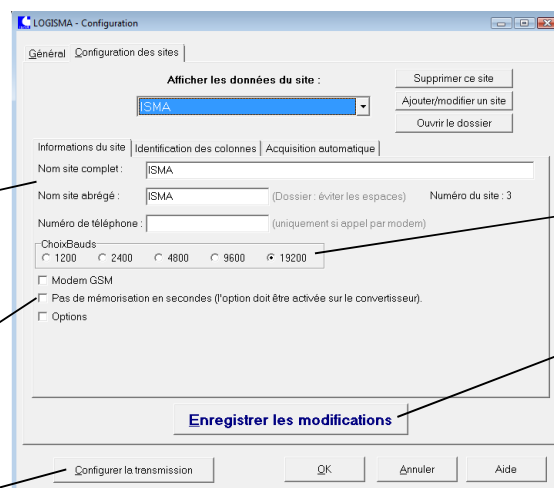 LOGISMA - Configuration
Général Configuration des sites
Afficher les données du site :
Supprimer ce site
ISMA
Ajouter/modifier un site
Ouvrir le dossier
Informations du site Identification des colonnes Acquisition automatique
Nom site complet : ISMA
Nom site abrégé : ISMA (Dossier : éviter les espaces) Numéro du site : 3
Numéro de téléphone : (uniquement si appel par modem)
ChoixBauds
1200 2400 4800 9600 19200
Modem GSM
Pas de mémorisation en secondes (l'option doit être activée sur le convertisseur).
Options
Enregistrer les modifications
Configurer la transmission OK Annuler Aide